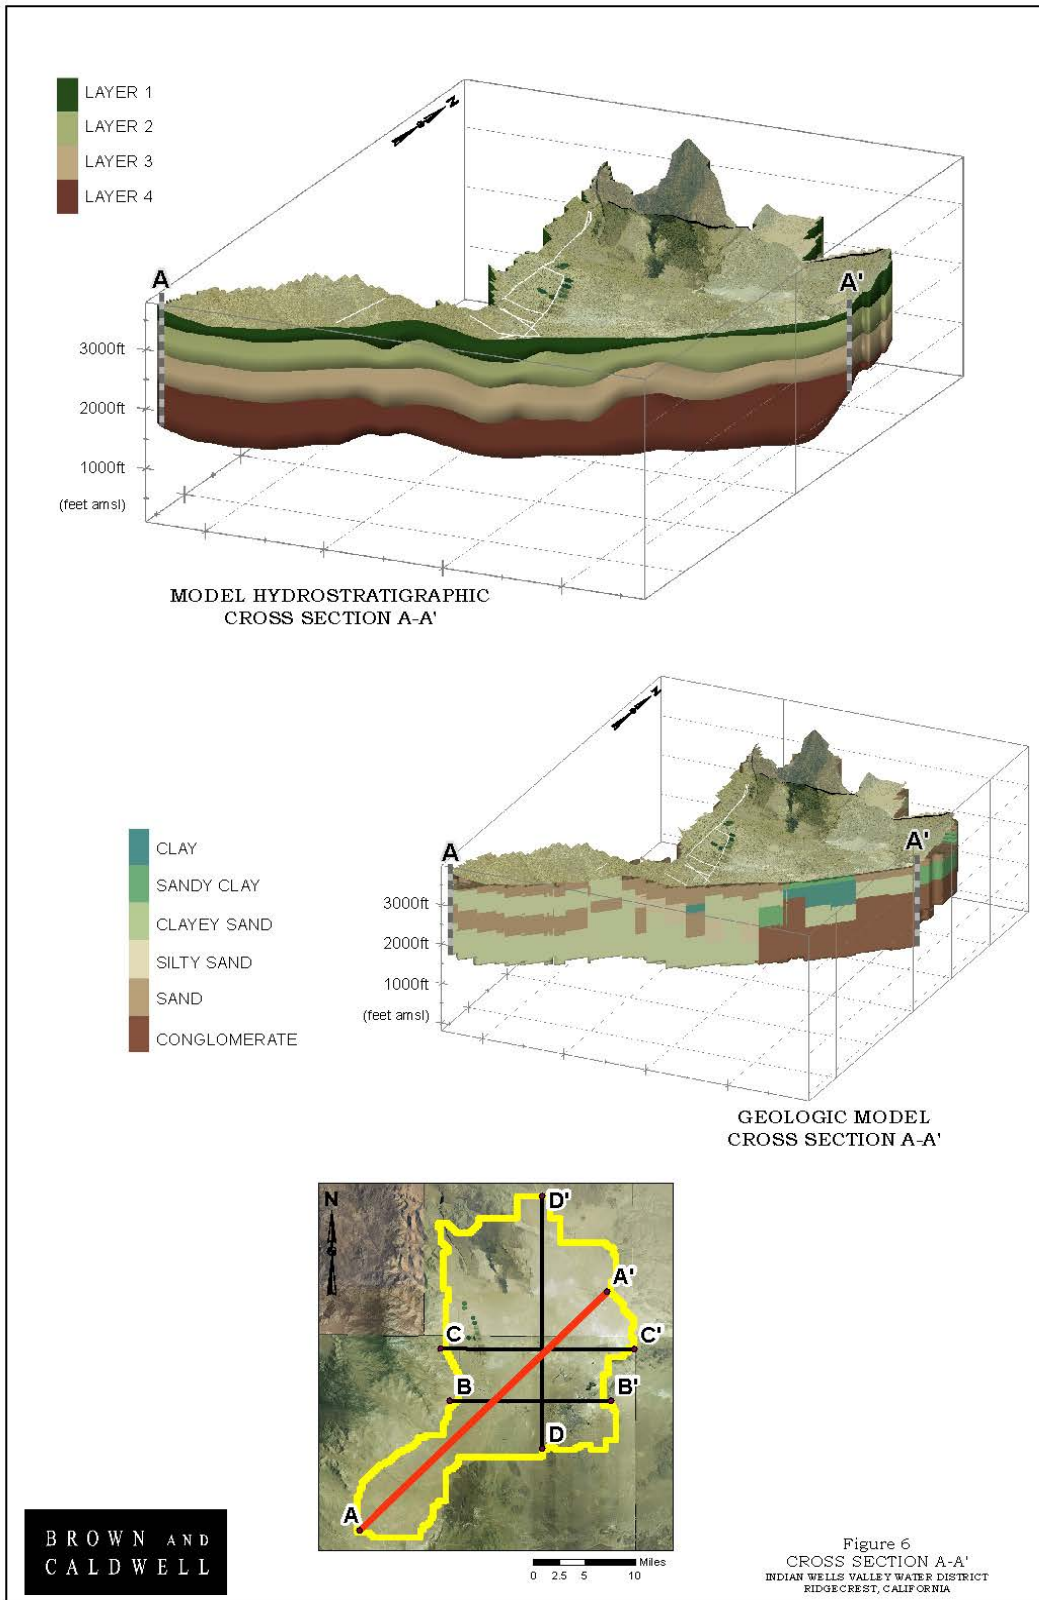 LAYER 1
LAYER 2
LAYER 3
LAYER 4
N
A
A'
3000ft
2000ft
1000ft
(feet amsl)
MODEL HYDROSTRATIGRAPHIC
CROSS SECTION A-A'
N
CLAY
SANDY CLAY
CLAYEY SAND
SILTY SAND
SAND
CONGLOMERATE
A
A'
3000ft
2000ft
1000ft
(feet amsl)
GEOLOGIC MODEL
CROSS SECTION A-A'
N
D'
A'
C
C'
B
B'
D
A
Miles
0 2.5 5 10
BROWN AND
CALDWELL
Figure 6
CROSS SECTION A-A'
INDIAN WELLS VALLEY WATER DISTRICT
RIDGECREST, CALIFORNIA